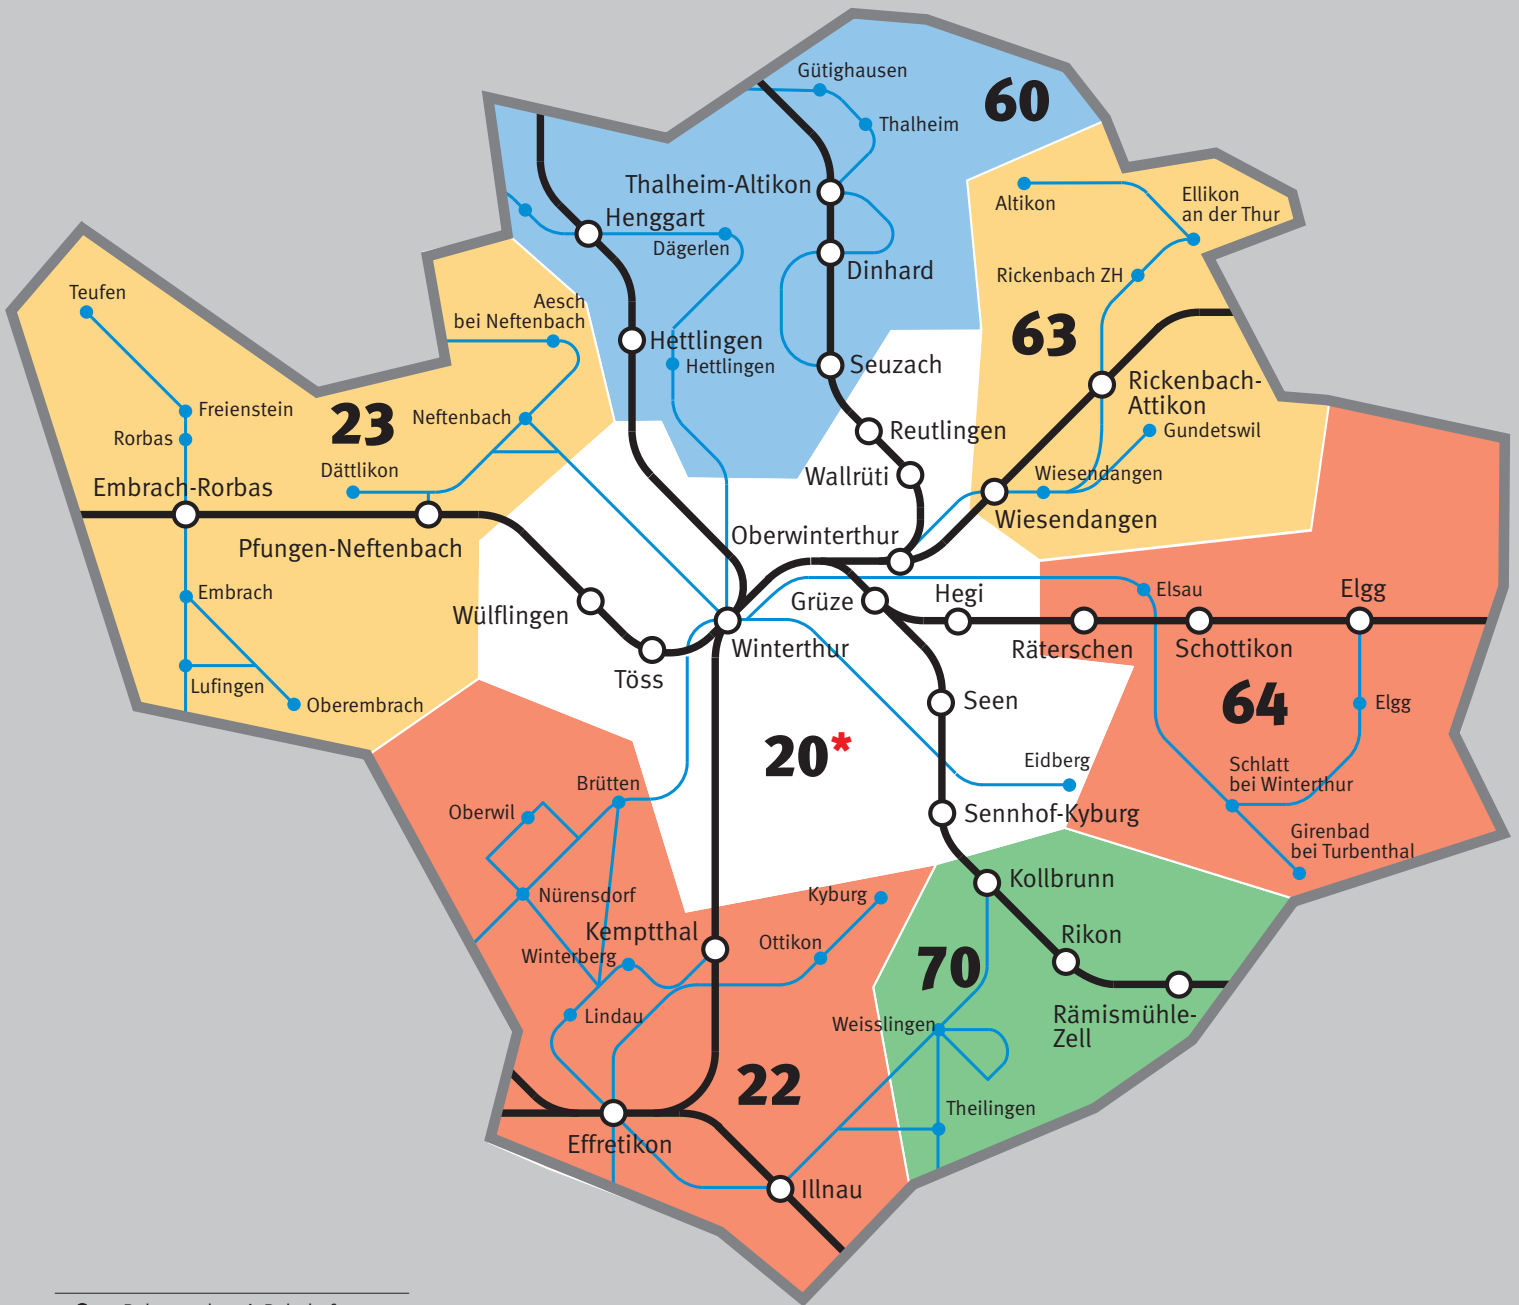 Gütighausen
60
Thalheim
Thalheim-Altikon
Altikon
Ellikon
an der Thur
Henggart
Dägerlen
Dinhard
Rickenbach ZH
Teufen
Aesch
bei Neftenbach
Hettlingen
Hettlingen
Seuzach
63
Rickenbach-
Attikon
Freienstein
23
Neftenbach
Rorbas
Reutlingen
Gundetswil
Dättlikon
Wallrüti
Wiesendangen
Embrach-Rorbas
Wiesendangen
Pfungen-Neftenbach
Oberwinterthur
Embrach
Wülflingen
Grüze
Hegi
Elsau
Elgg
Winterthur
Räterschen
Schottikon
Töss
Lufingen
Oberembrach
Seen
64
Elgg
20*
Eidberg
Schlatt
bei Winterthur
Brütten
Oberwil
Sennhof-Kyburg
Girenbad
bei Turbenthal
Nürensdorf
Kyburg
Kollbrunn
Kemptthal
Ottikon
Rikon
Winterberg
70
Lindau
Weisslingen
Rämismühle-
Zell
22
Theilingen
Effretikon
Illnau